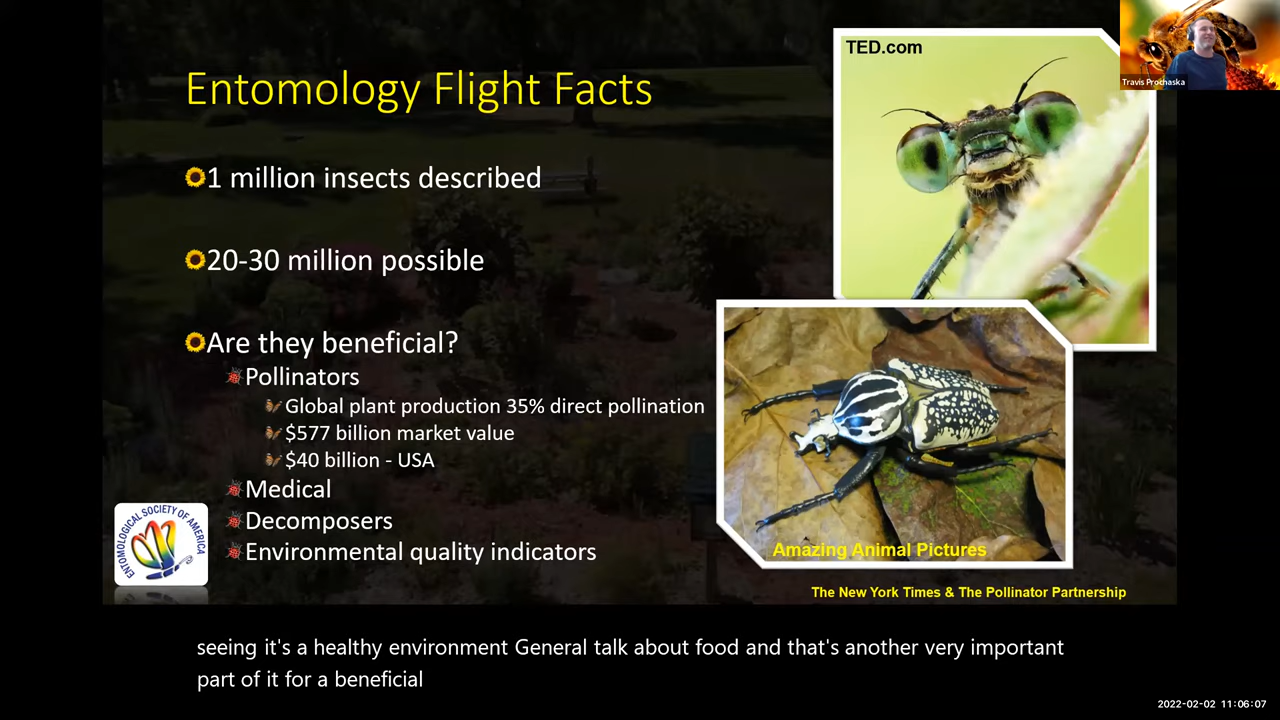 TED.com
Travis Prochaska
Entomology Flight Facts
1 million insects described
20-30 million possible
Are they beneficial?
Pollinators
Global plant production 35% direct pollination
$577 billion market value
$40 billion - USA
Medical
Decomposers
Environmental quality indicators
ENTOMOLOGICAL SOCIETY OF AMERICA
Amazing Animal Pictures
The New York Times & The Pollinator Partnership
seeing it's a healthy environment General talk about food and that's another very important
part of it for a beneficial
2022-02-02 11:06:07